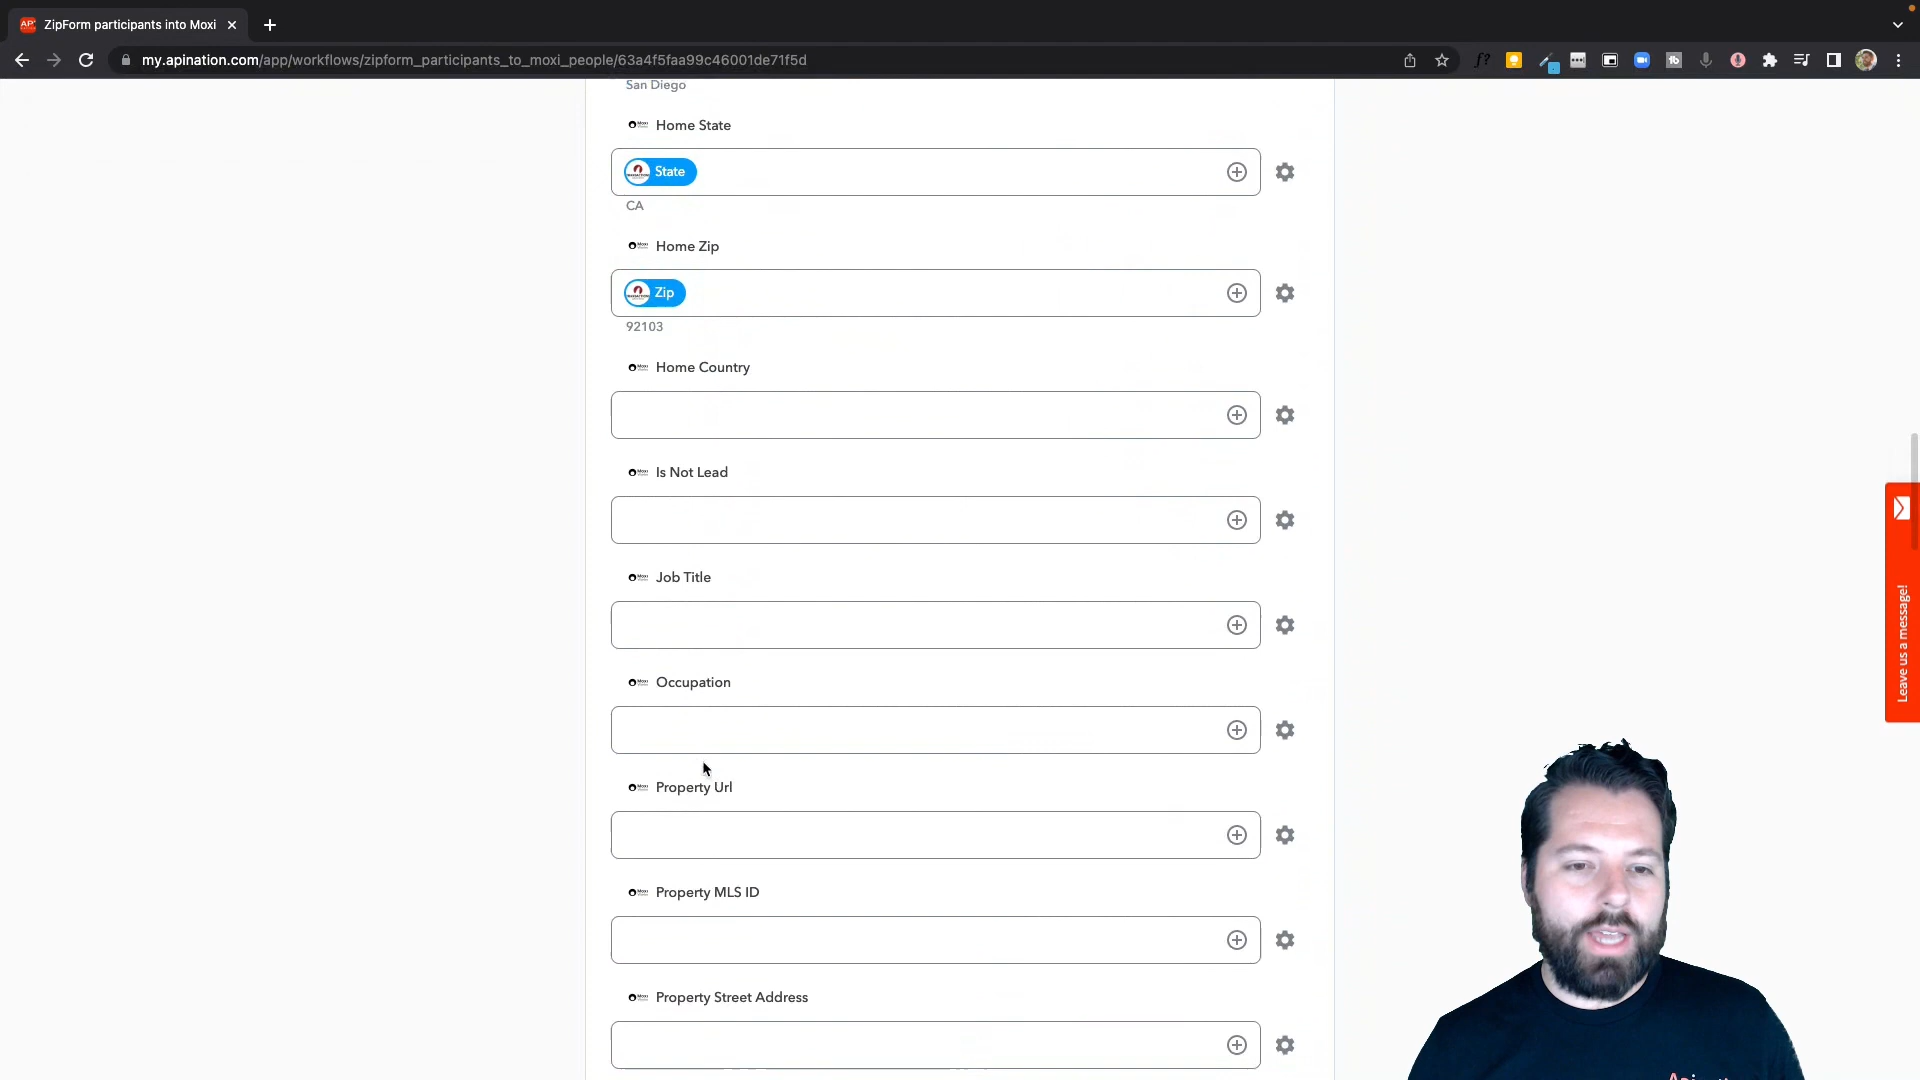 ZipForm participants into Moxi
my.apination.com/app/workflows/zipform_participants_to_moxi_people/63a4f5faa99c46001de71f5d
San Diego
Home State
State
CA
Home Zip
Zip
92103
Home Country
Is Not Lead
Job Title
Occupation
Property Url
Property MLS ID
Property Street Address
Leave us a message!